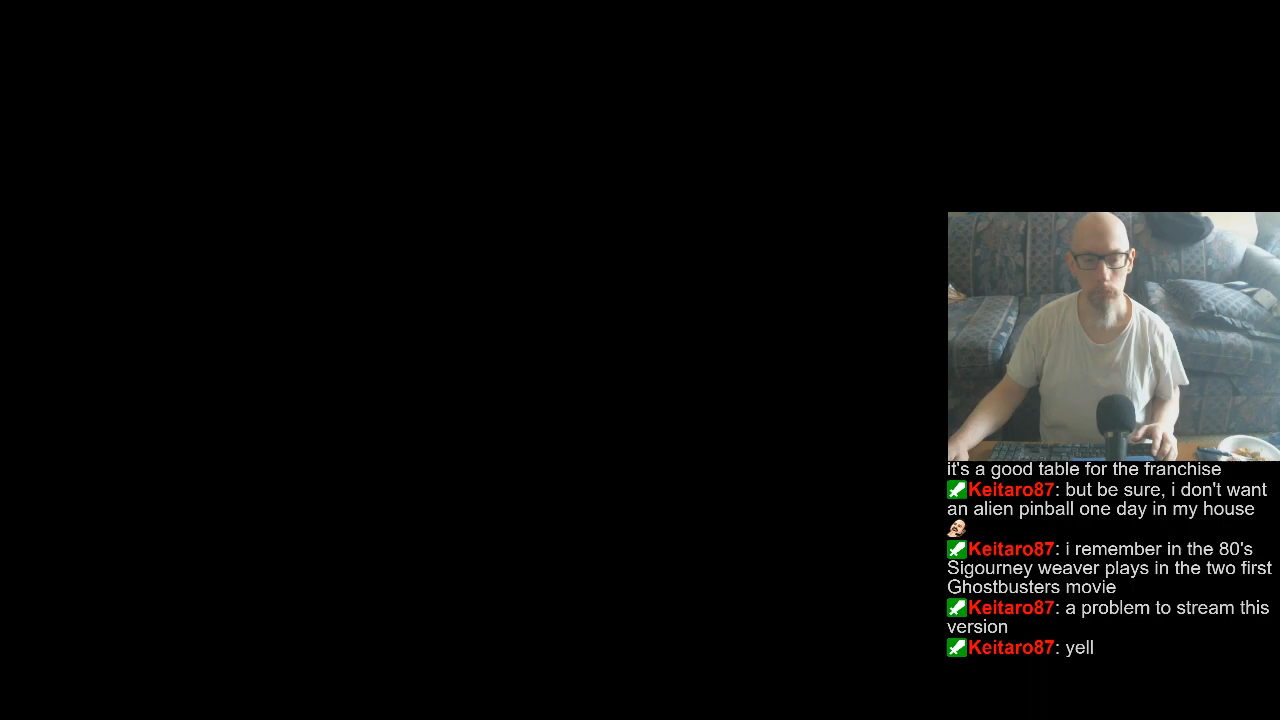 it's a good table for the franchise
Keitaro87: but be sure, i don't want
an alien pinball one day in my house
Keitaro87: i remember in the 80's
Sigourney weaver plays in the two first
Ghostbusters movie
Keitaro87: a problem to stream this
version
Keitaro87: yell